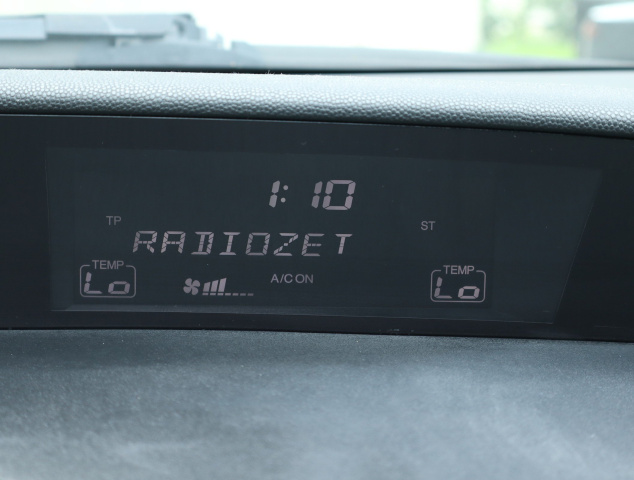 1:10
TP ST
RADIOZET
TEMP TEMP
Lo A/C ON Lo